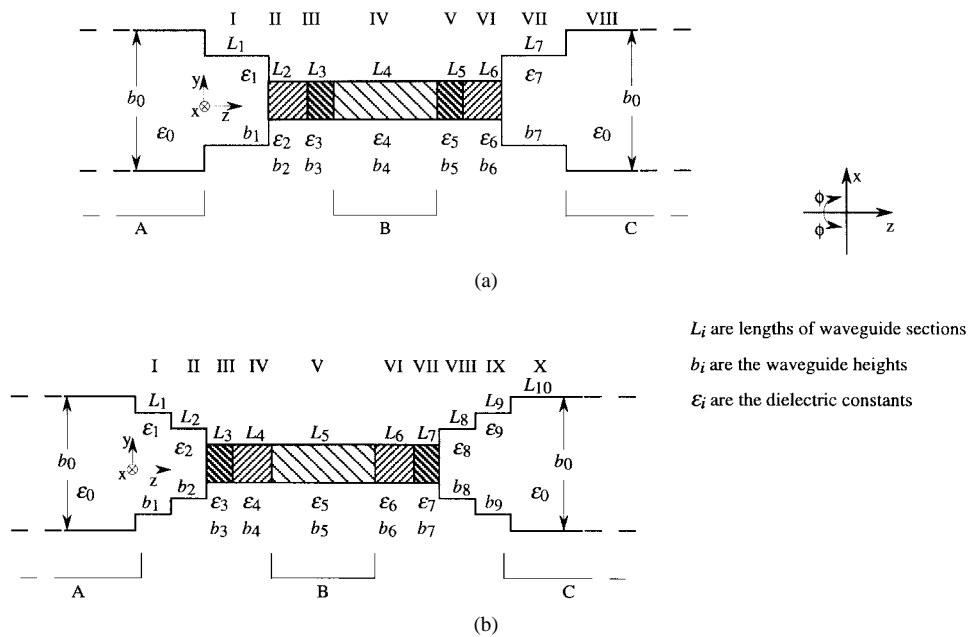 I II III IV V VI VII VIII
L1 L2 L3 L4 L5 L6 L7
ε1 ε7
b0 y x z ε0 b1 b7 ε0 b0
ε2 ε3 ε4 ε5 ε6
b2 b3 b4 b5 b6
A B C
x
ϕ
z
ϕ
(a)
Li are lengths of waveguide sections
bi are the waveguide heights
εi are the dielectric constants
I II III IV V VI VII VIII IX X
L1 L2 L3 L4 L5 L6 L7 L8 L9 L10
ε1 ε2 ε8 ε9
b0 y x z ε0 b1 b2 b8 b9 ε0 b0
ε3 ε4 ε5 ε6 ε7
b3 b4 b5 b6 b7
A B C
(b)